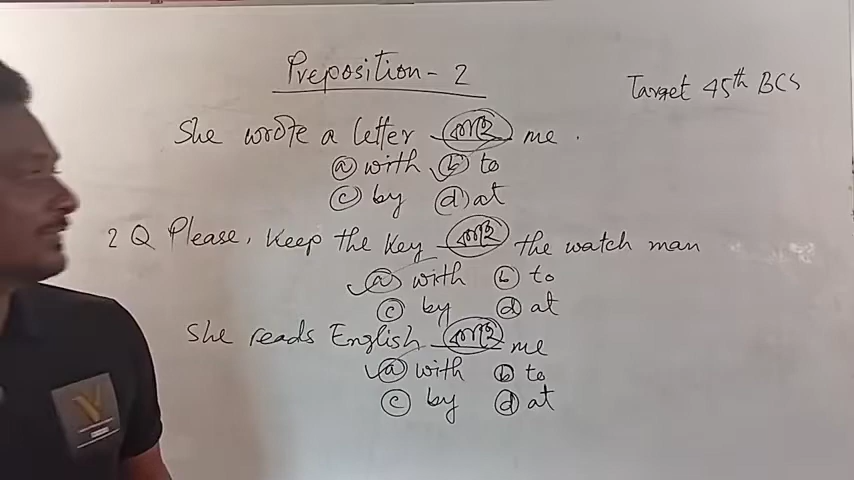 Preposition - 2
Target 45th BCS
She wrote a letter কাছে me.
(a) with (b) to
(c) by (d) at
2 Q Please, keep the key কাছে the watch man
(a) with (b) to
(c) by (d) at
She reads English কাছে me
(a) with (b) to
(c) by (d) at